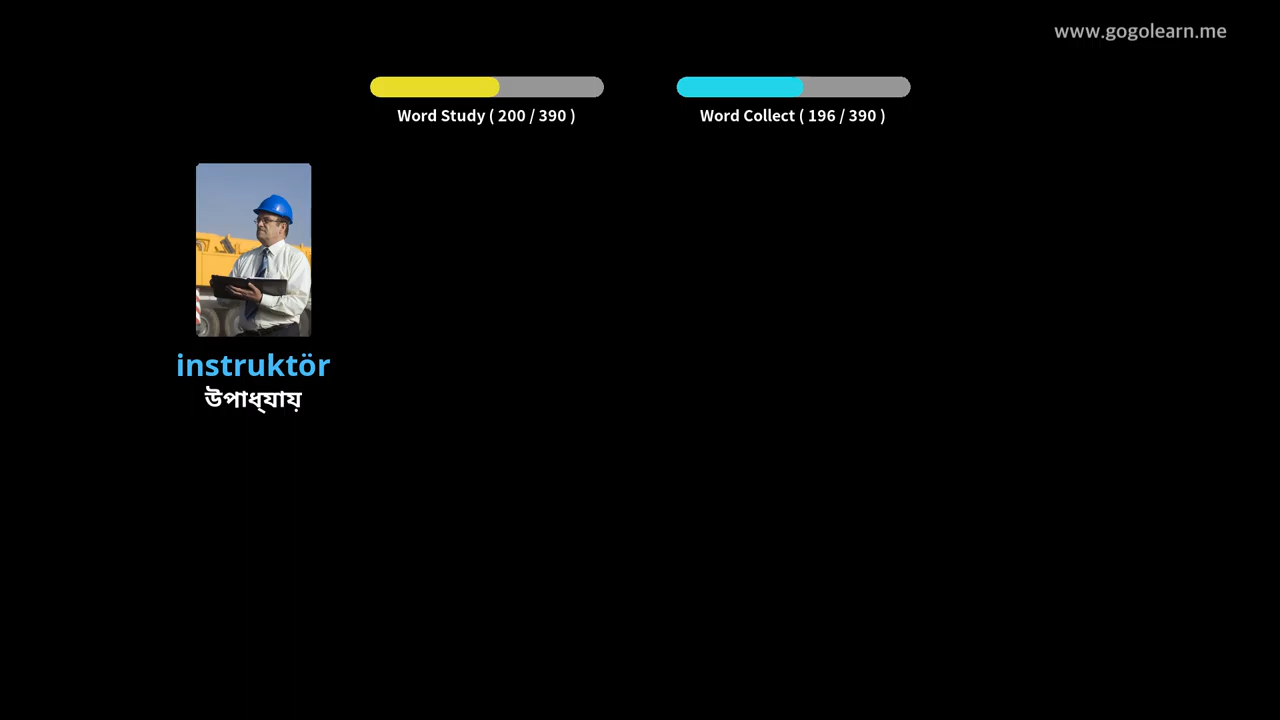 www.gogolearn.me
Word Study ( 200 / 390 )
Word Collect ( 196 / 390 )
instruktör
উপাধ্যায়